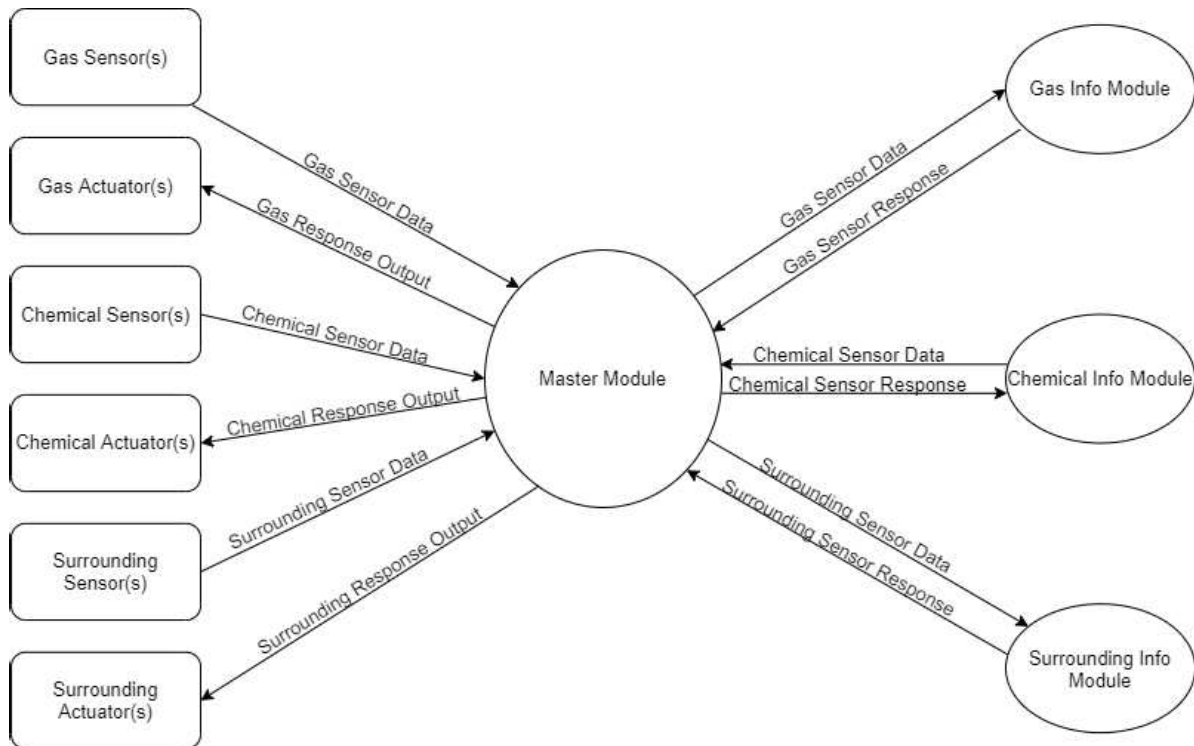 Gas Sensor(s)
Gas Info Module
Gas Sensor Data
Gas Sensor Data
Gas Actuator(s)
Gas Response Output
Gas Sensor Response
Chemical Sensor(s)
Chemical Sensor Data
Master Module
Chemical Sensor Data
Chemical Sensor Response
Chemical Info Module
Chemical Actuator(s)
Chemical Response Output
Surrounding Sensor Data
Surrounding Sensor Data
Surrounding Sensor Response
Surrounding
Sensor(s)
Surrounding Response Output
Surrounding Info
Module
Surrounding
Actuator(s)